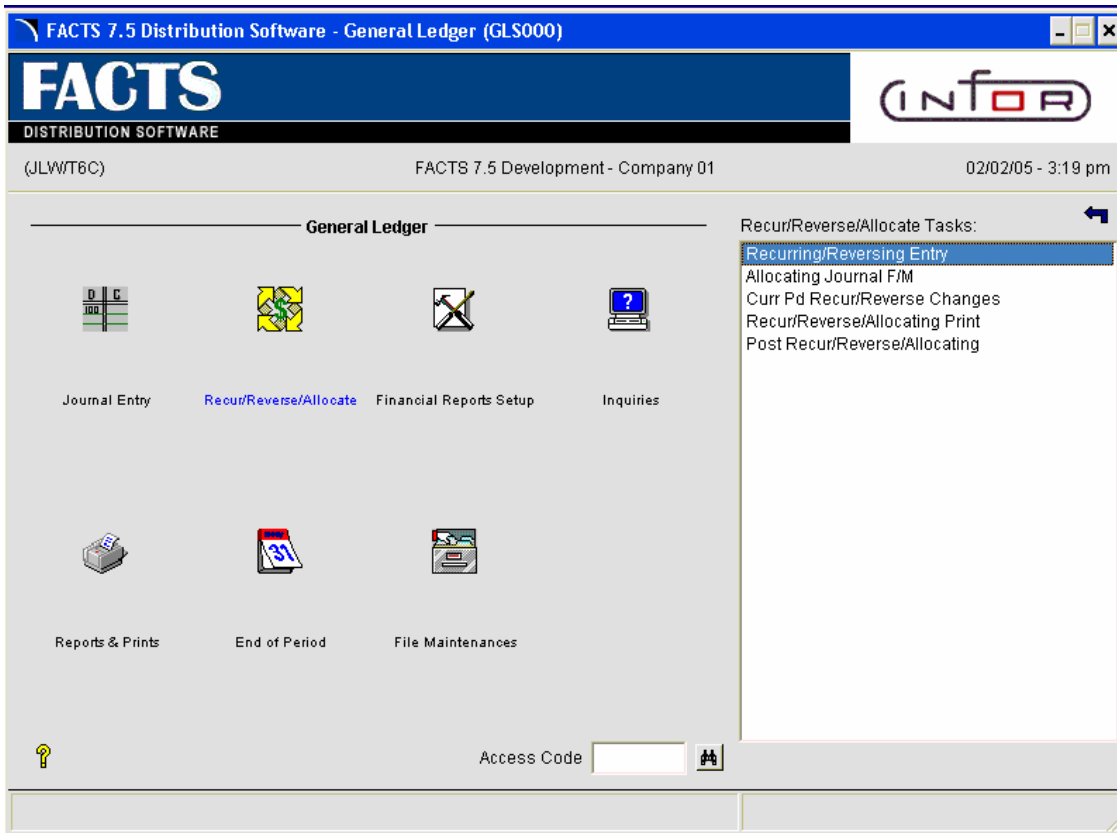 FACTS 7.5 Distribution Software - General Ledger (GLS000)
FACTS
DISTRIBUTION SOFTWARE
infor
(JLW/T6C)
FACTS 7.5 Development - Company 01
02/02/05 - 3:19 pm
General Ledger
D C
100
$
?
Journal Entry
Recur/Reverse/Allocate
Financial Reports Setup
Inquiries
31
Reports & Prints
End of Period
File Maintenances
?
Access Code
Recur/Reverse/Allocate Tasks:
Recurring/Reversing Entry
Allocating Journal F/M
Curr Pd Recur/Reverse Changes
Recur/Reverse/Allocating Print
Post Recur/Reverse/Allocating